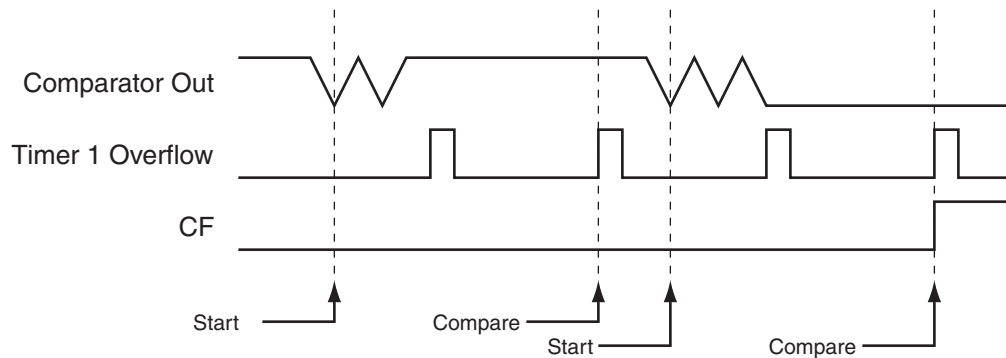 Comparator Out
Timer 1 Overflow
CF
Start
Compare
Start
Compare